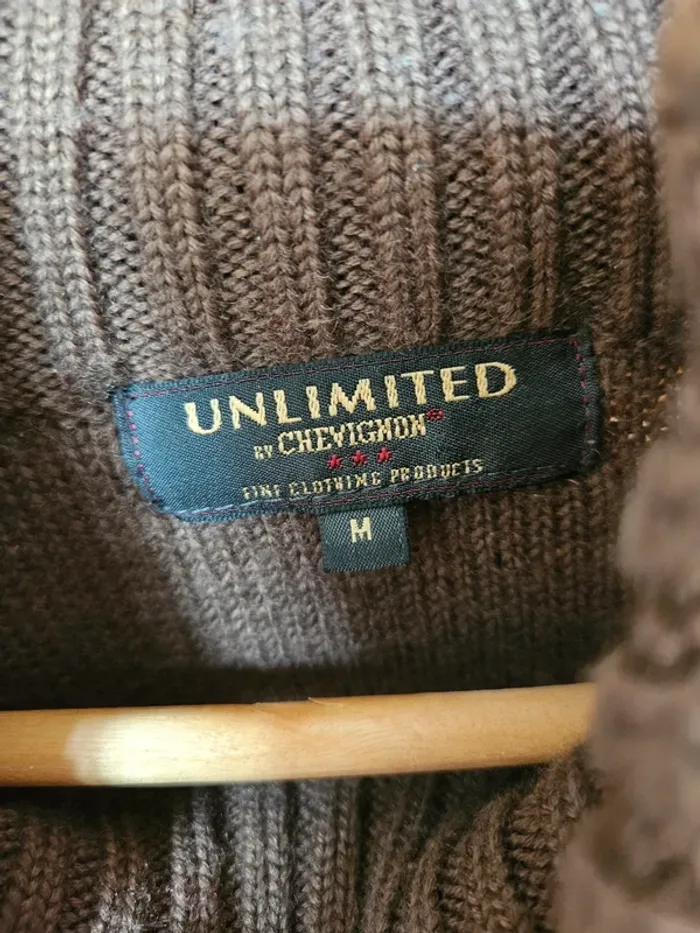 UNLIMITED
BY CHEVIGNON®
FINE CLOTHING PRODUCTS
M